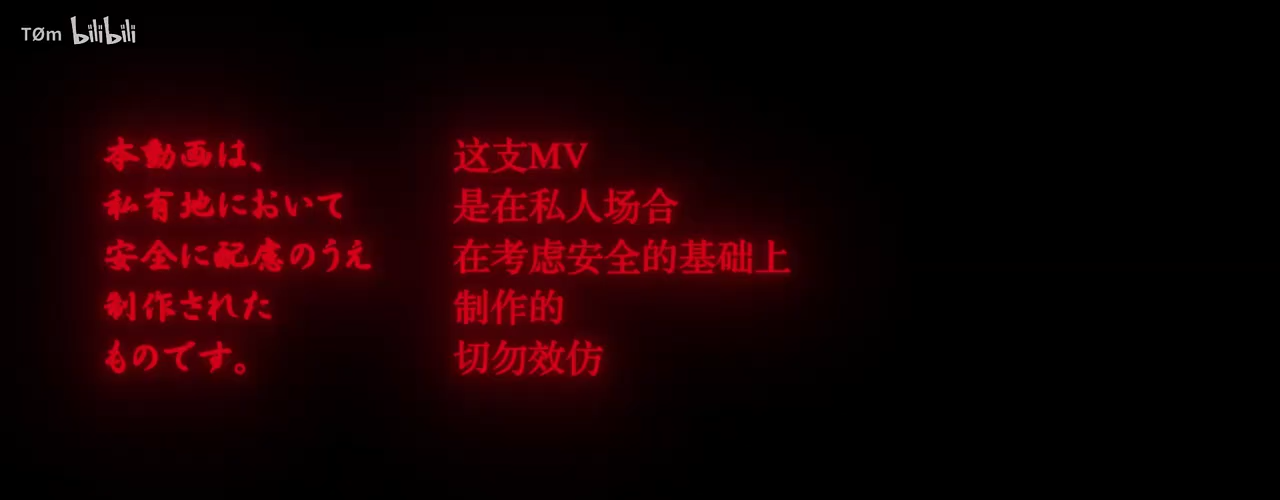 TØm bilibili
本動画は、
私有地において
安全に配慮のうえ
制作された
ものです。
这支MV
是在私人场合
在考虑安全的基础上
制作的
切勿效仿